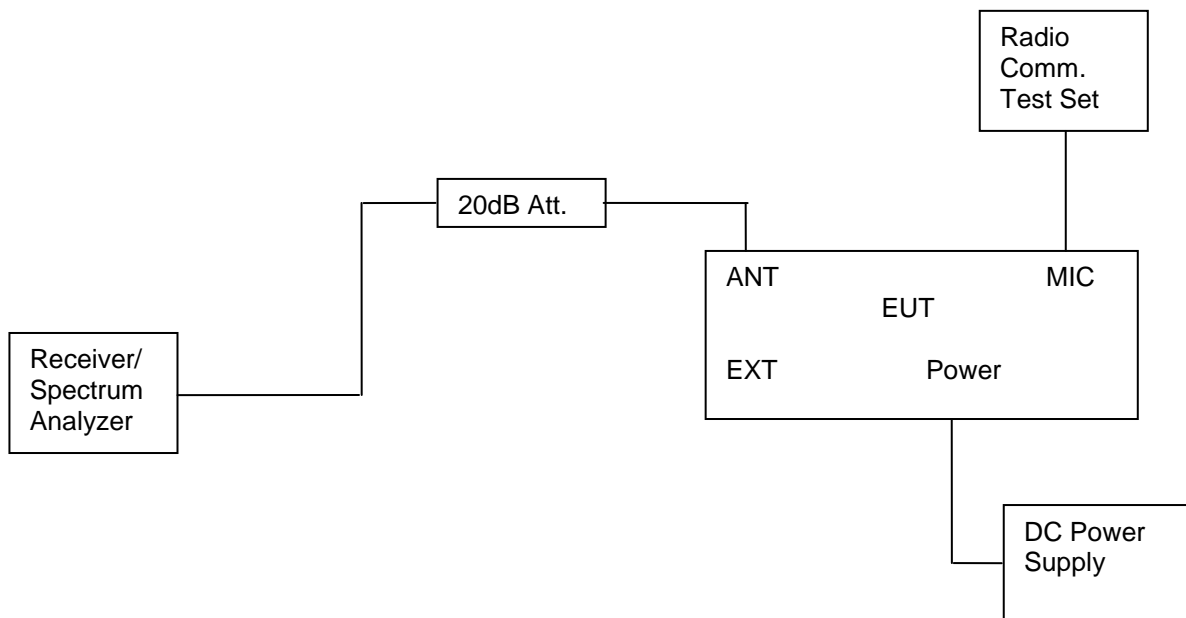 Radio
Comm.
Test Set
20dB Att.
ANT
MIC
EUT
Receiver/
Spectrum
Analyzer
EXT
Power
DC Power
Supply